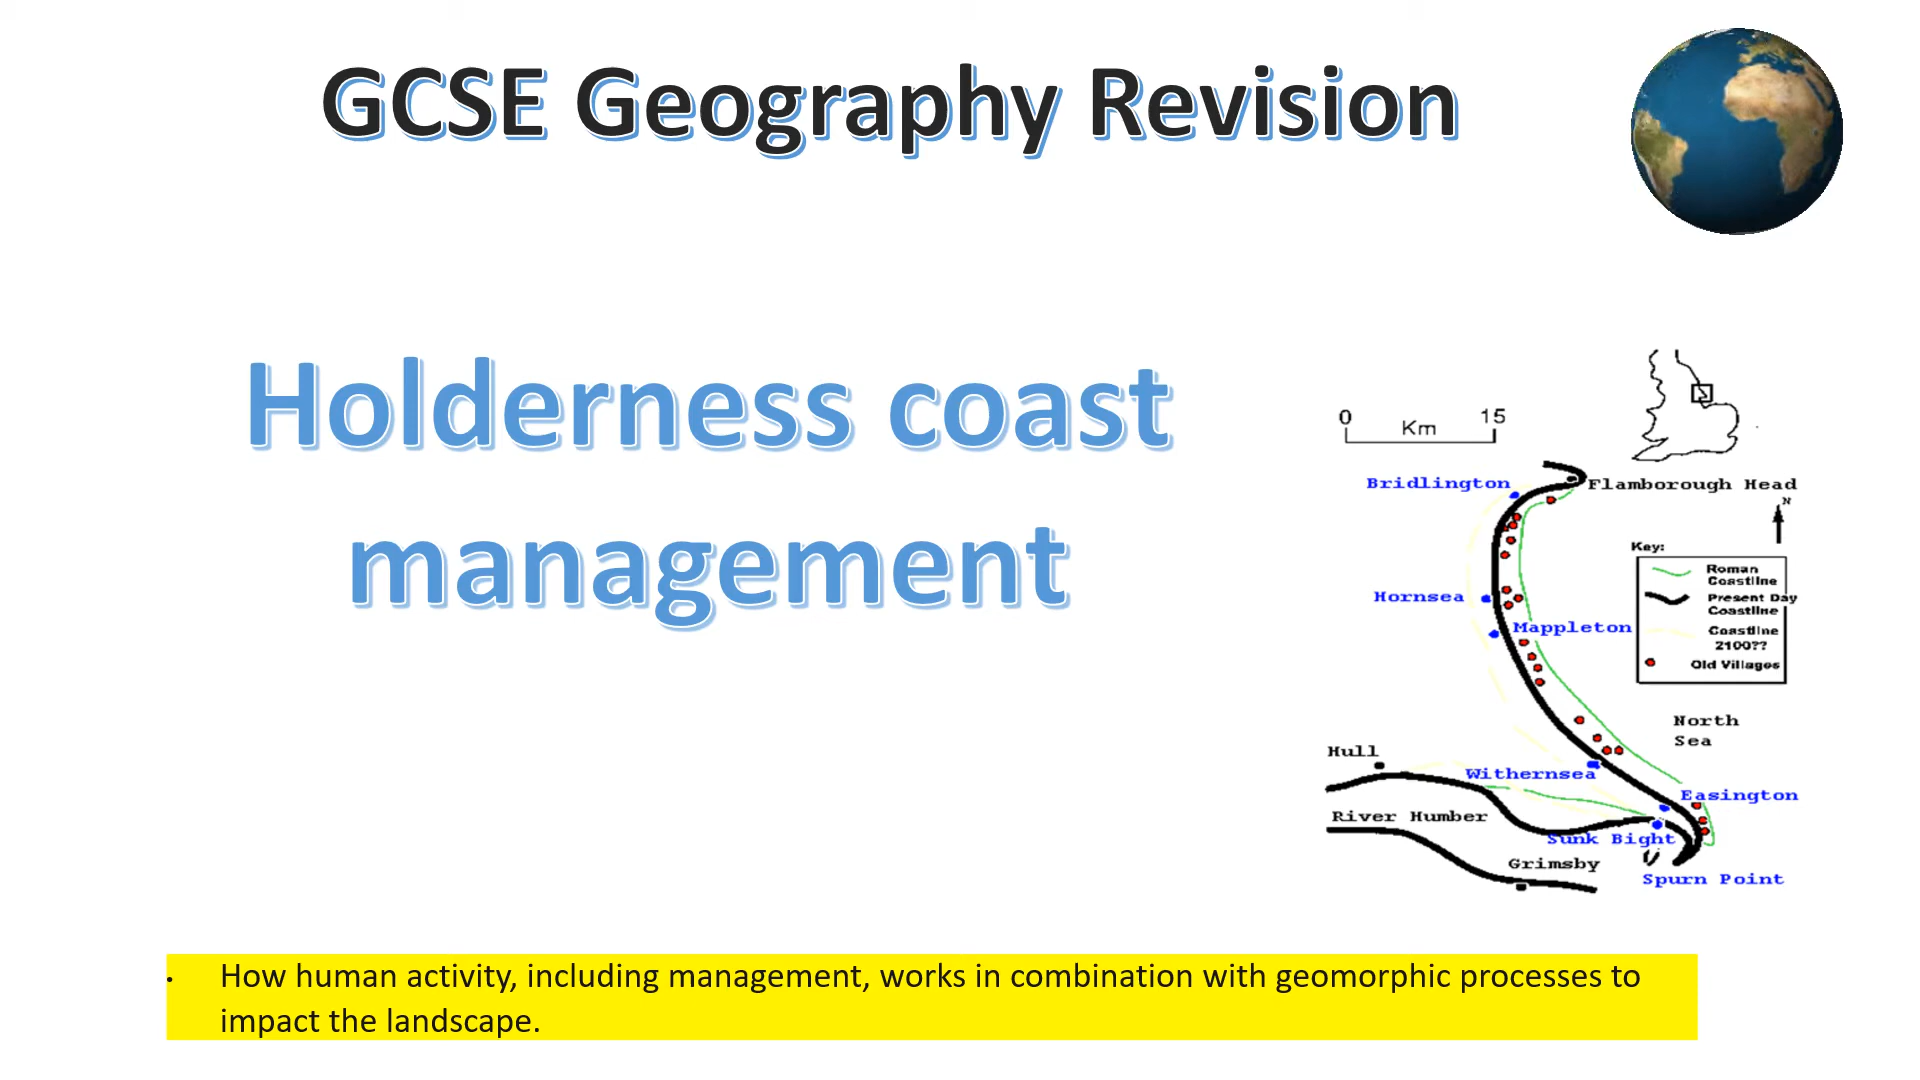 GCSE Geography Revision
Holderness coast
management
0 Km 15
Bridlington
Flamborough Head
N
Key:
Roman
Coastline
Present Day
Coastline
Coastline
2100??
Old Villages
Hornsea
Mappleton
North
Sea
Hull
Withernsea
Easington
River Humber
Sunk Bight
Grimsby
Spurn Point
• How human activity, including management, works in combination with geomorphic processes to
impact the landscape.